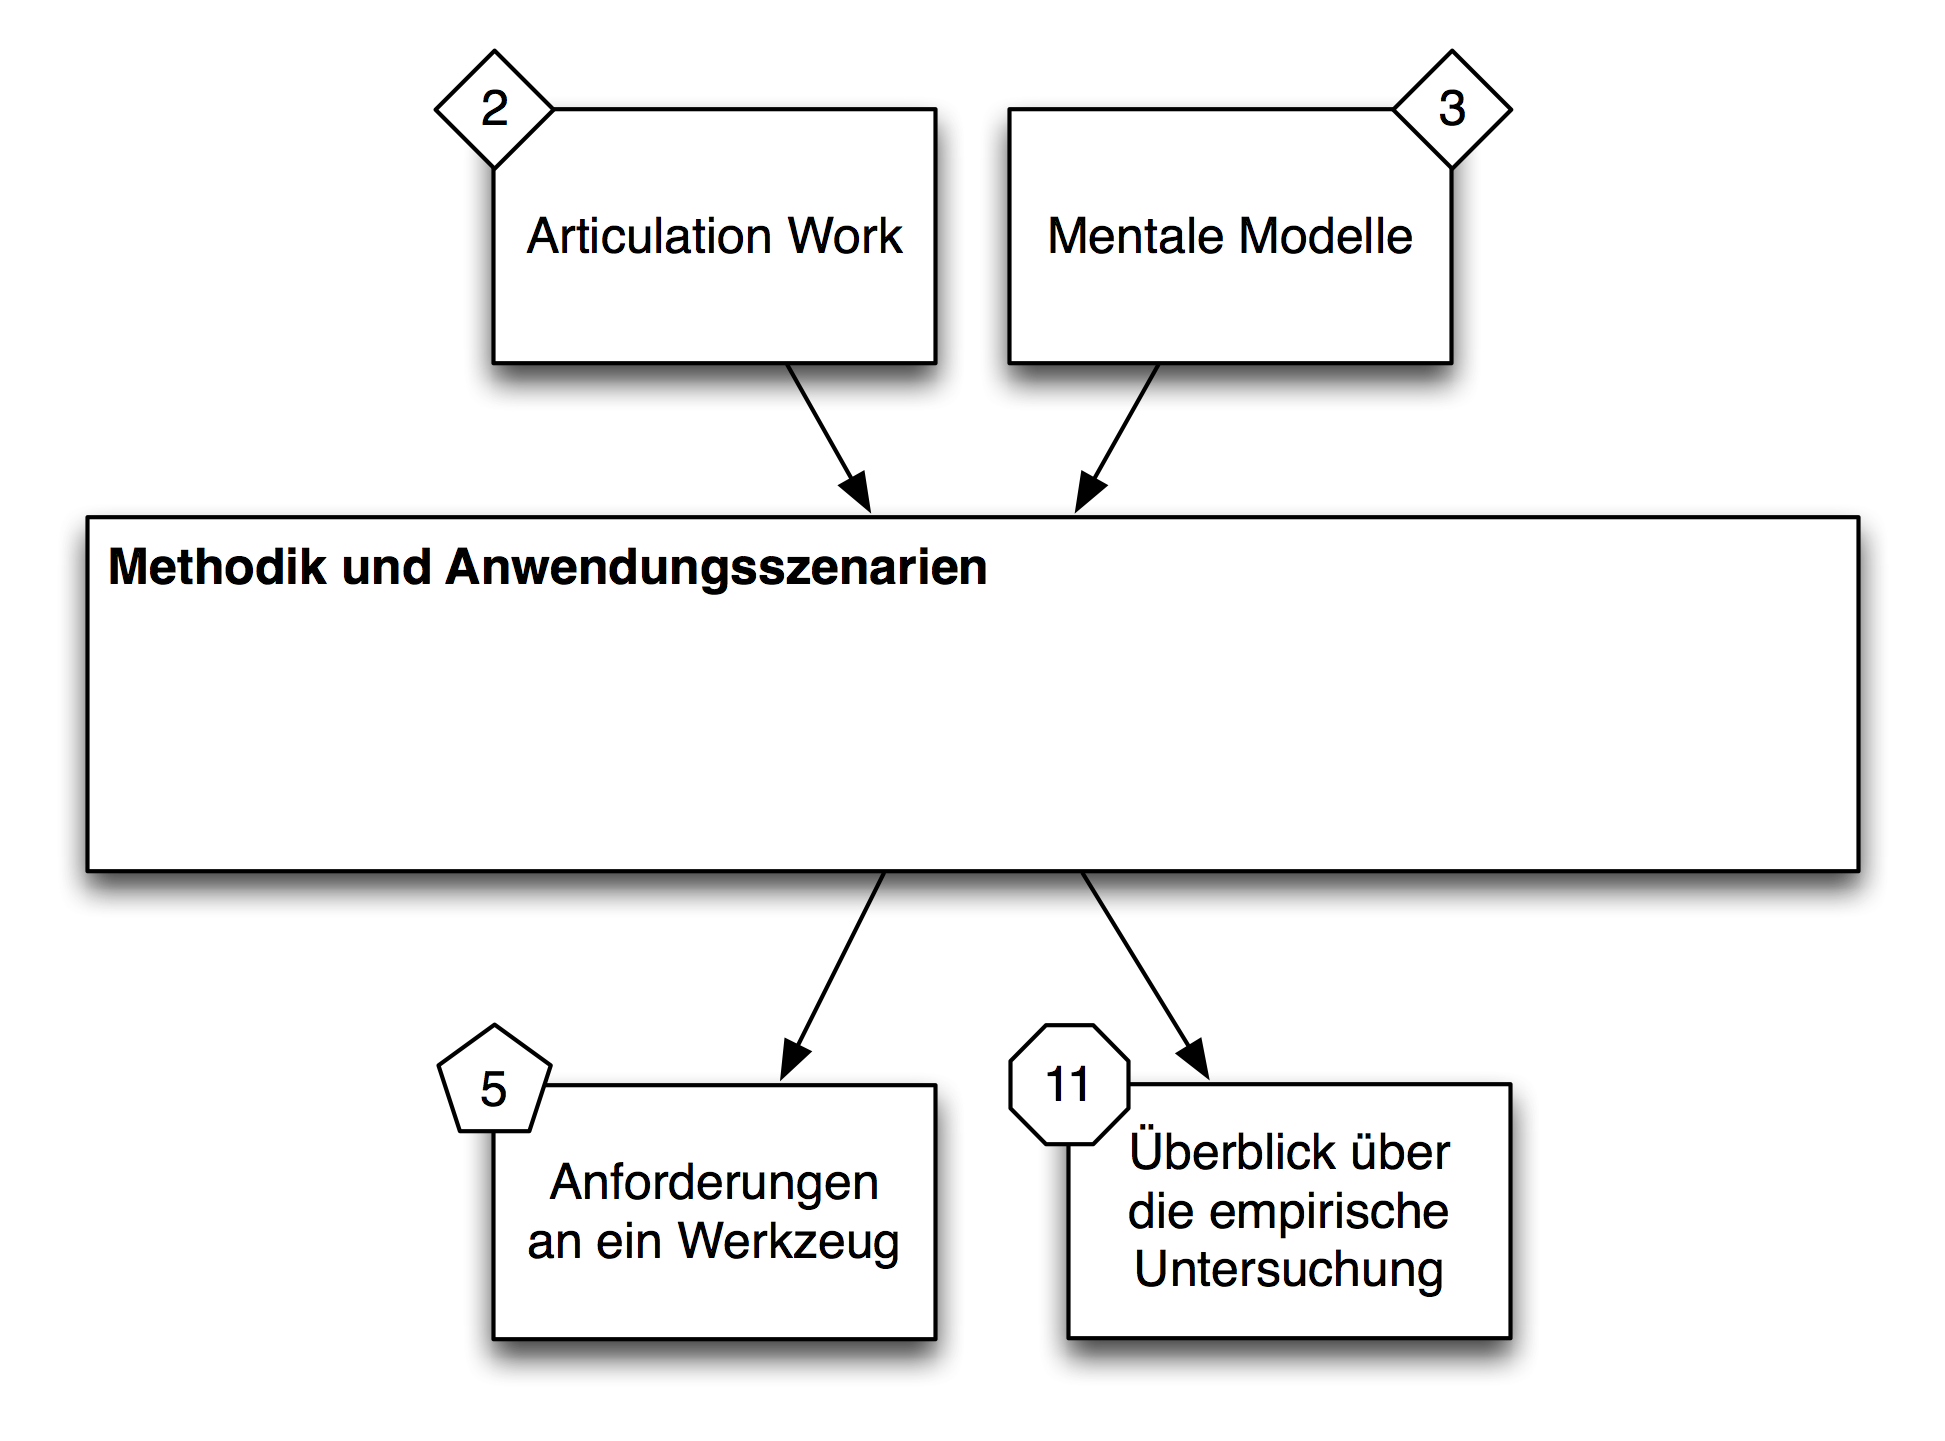 2
Articulation Work
3
Mentale Modelle
Methodik und Anwendungsszenarien
5
Anforderungen
an ein Werkzeug
11
Überblick über
die empirische
Untersuchung